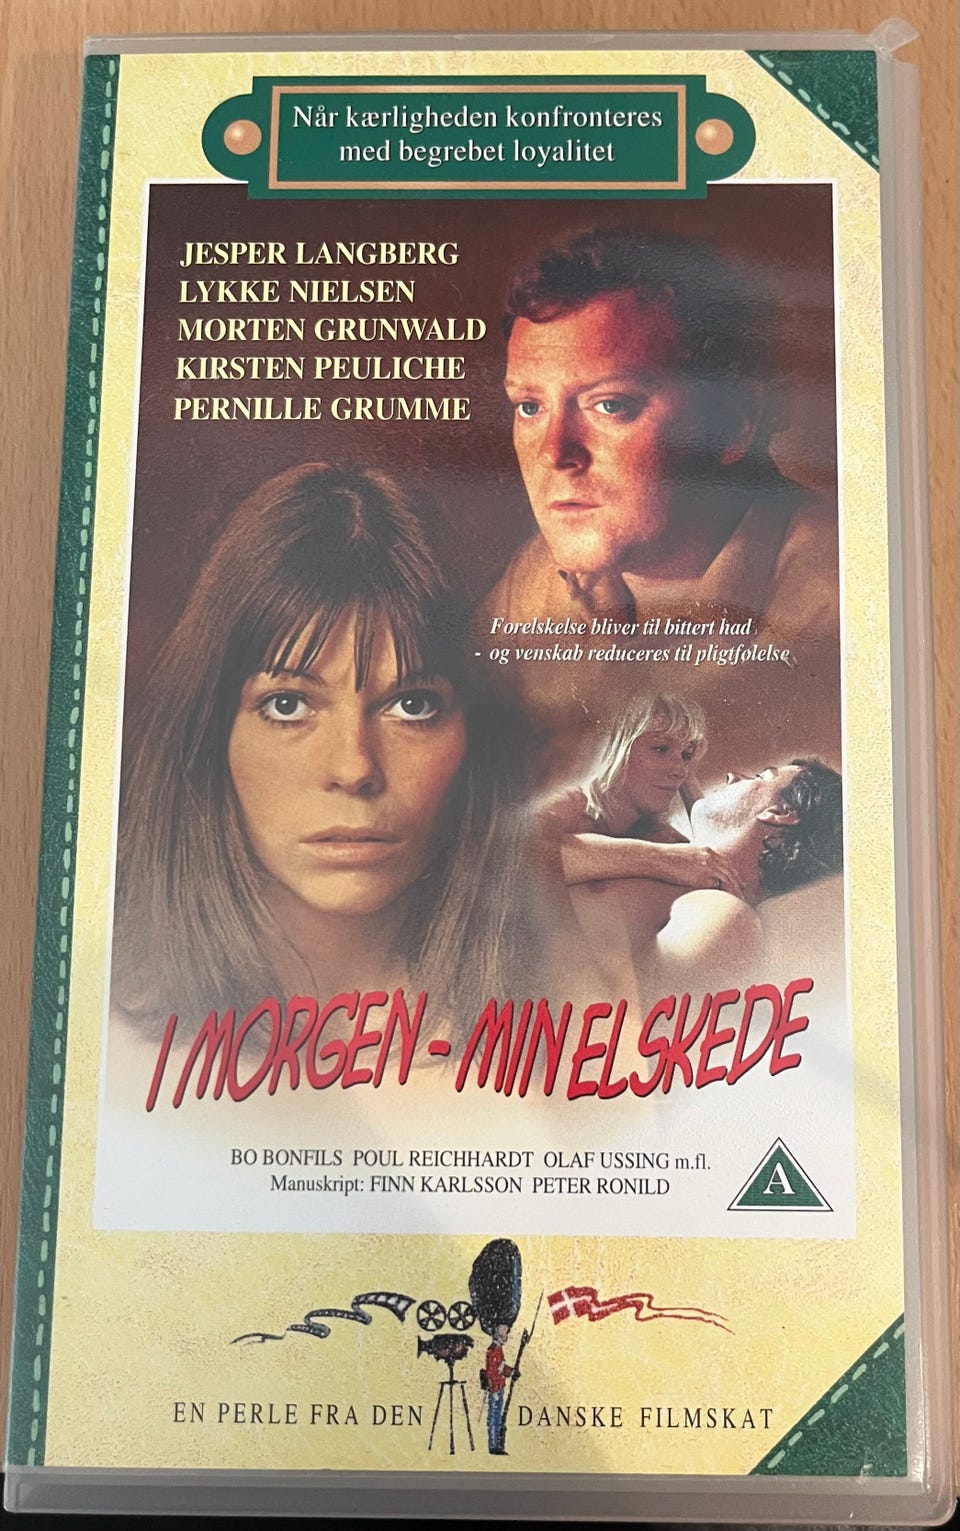 Når kærligheden konfronteres
med begrebet loyalitet
JESPER LANGBERG
LYKKE NIELSEN
MORTEN GRUNWALD
KIRSTEN PEULICHE
PERNILLE GRUMME
Forelskelse bliver til bittert had
- og venskab reduceres til pligtfølelse
I MORGEN - MIN ELSKEDE
BO BONFILS POUL REICHHARDT OLAF USSING m.fl.
Manuskript: FINN KARLSSON PETER RONILD
A
EN PERLE FRA DEN DANSKE FILMSKAT